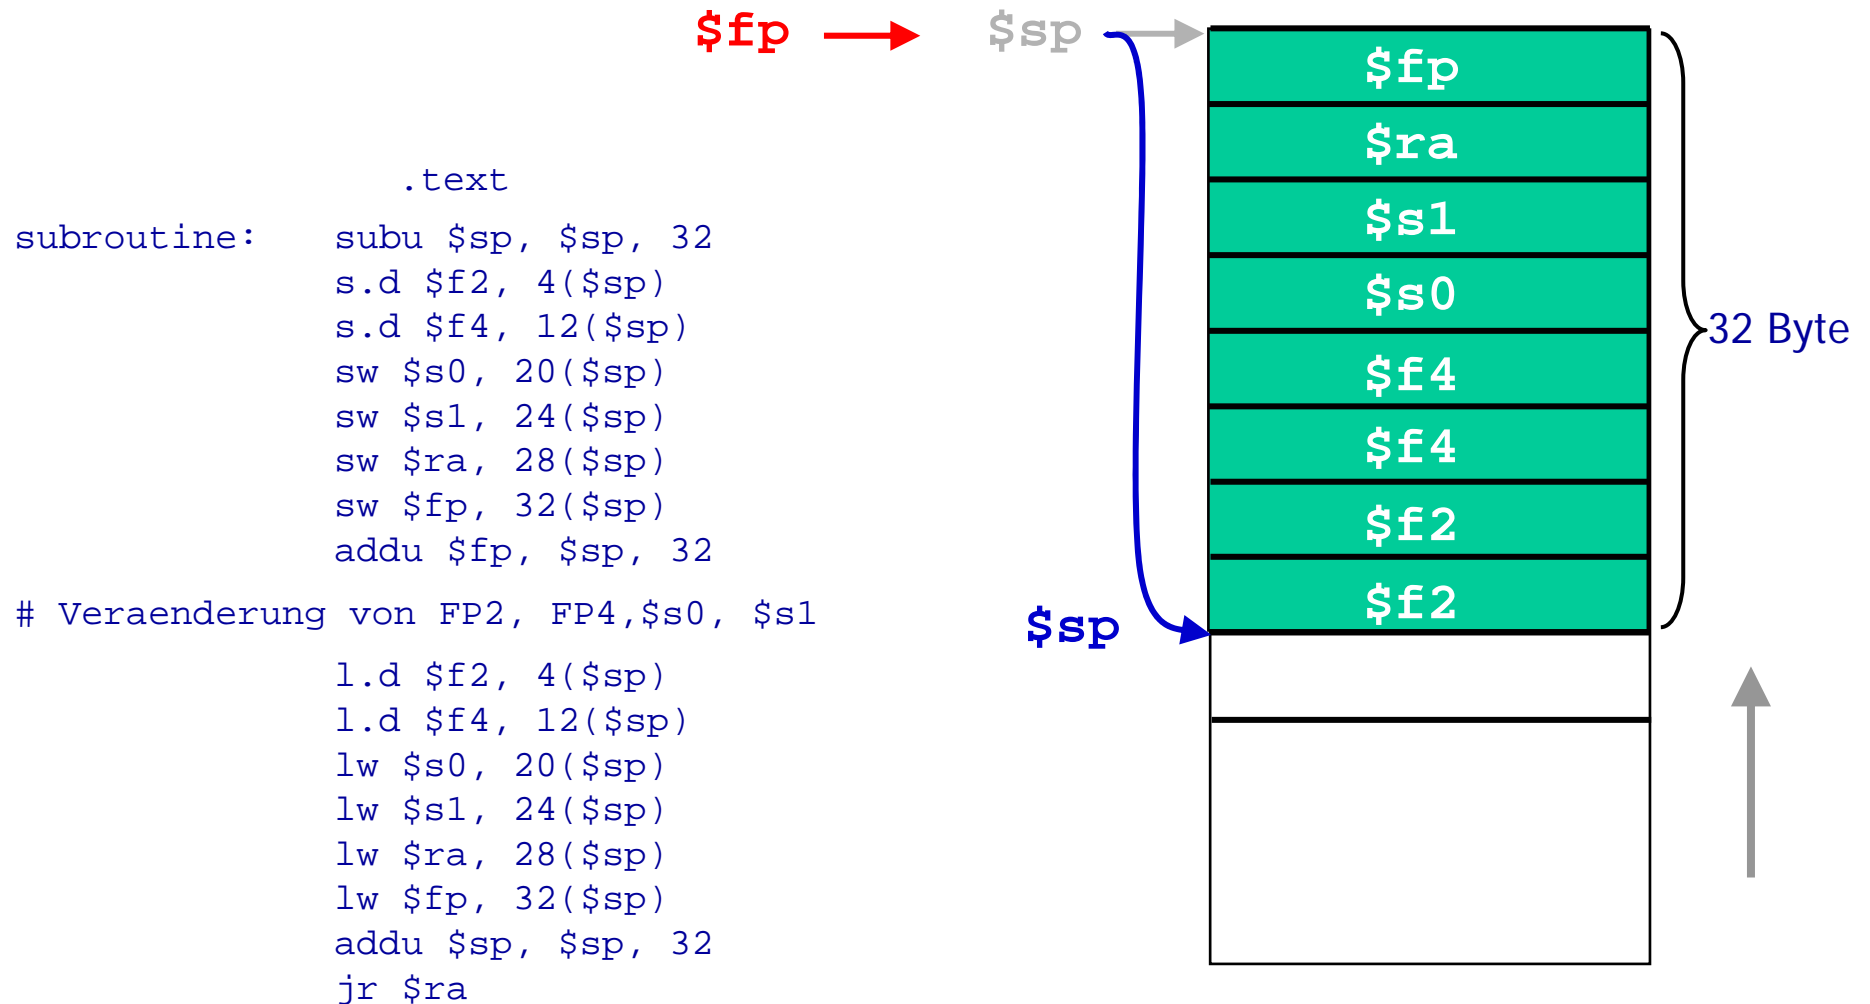 $fp
$sp
.text
subroutine: subu $sp, $sp, 32
s.d $f2, 4($sp)
s.d $f4, 12($sp)
sw $s0, 20($sp)
sw $s1, 24($sp)
sw $ra, 28($sp)
sw $fp, 32($sp)
addu $fp, $sp, 32
# Veraenderung von FP2, FP4,$s0, $s1
l.d $f2, 4($sp)
l.d $f4, 12($sp)
lw $s0, 20($sp)
lw $s1, 24($sp)
lw $ra, 28($sp)
lw $fp, 32($sp)
addu $sp, $sp, 32
jr $ra
$fp
$ra
$s1
$s0
$f4
$f4
$f2
$f2
$sp
32 Byte